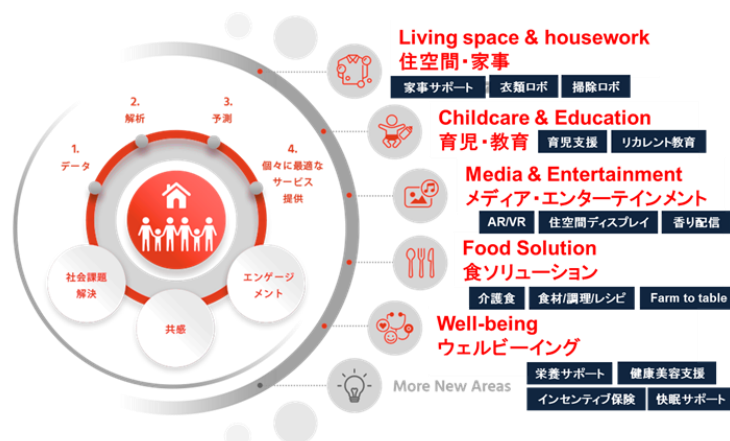 1.
データ
2.
解析
3.
予測
4.
個々に最適な
サービス
提供
社会課題
解決
共感
エンゲージ
メント
Living space & housework
住空間・家事
家事サポート 衣類ロボ 掃除ロボ
Childcare & Education
育児・教育 育児支援 リカレント教育
Media & Entertainment
メディア・エンターテインメント
AR/VR 住空間ディスプレイ 香り配信
Food Solution
食ソリューション
介護食 食材/調理/レシピ Farm to table
Well-being
ウェルビーイング
栄養サポート 健康美容支援
More New Areas
インセンティブ保険 快眠サポート